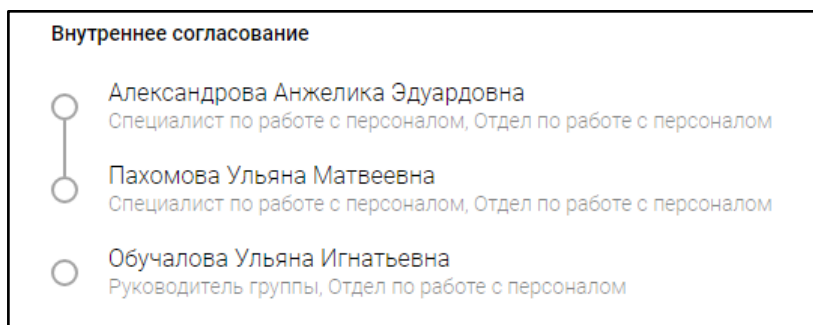 Внутреннее согласование
Александрова Анжелика Эдуардовна
Специалист по работе с персоналом, Отдел по работе с персоналом
Пахомова Ульяна Матвеевна
Специалист по работе с персоналом, Отдел по работе с персоналом
Обучалова Ульяна Игнатьевна
Руководитель группы, Отдел по работе с персоналом